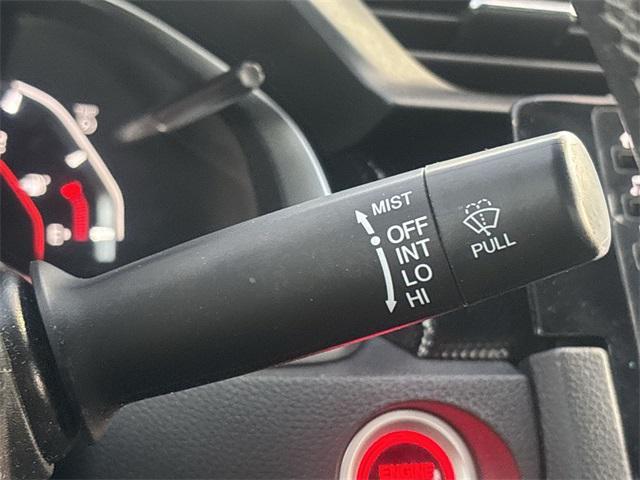 MIST
OFF
INT
LO
HI
PULL
ENGINE